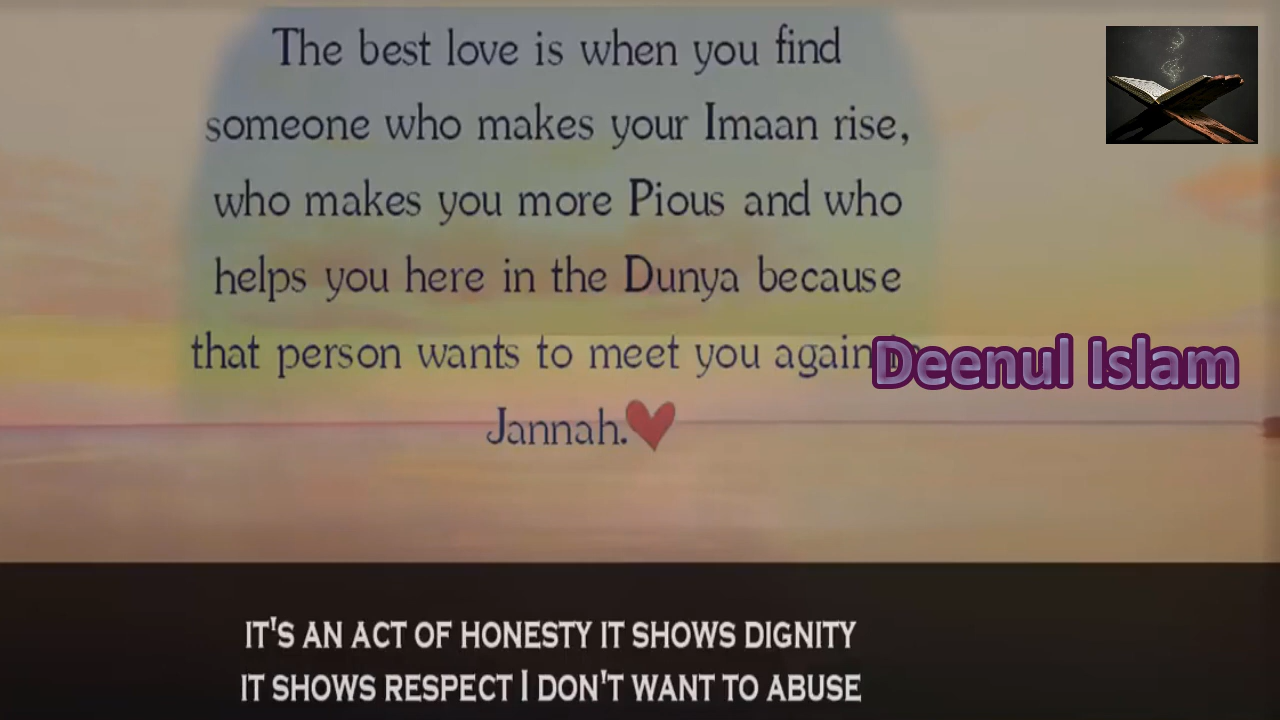 The best love is when you find
someone who makes your Imaan rise,
who makes you more Pious and who
helps you here in the Dunya because
that person wants to meet you again
Deenul Islam
Jannah.
IT'S AN ACT OF HONESTY IT SHOWS DIGNITY
IT SHOWS RESPECT I DON'T WANT TO ABUSE